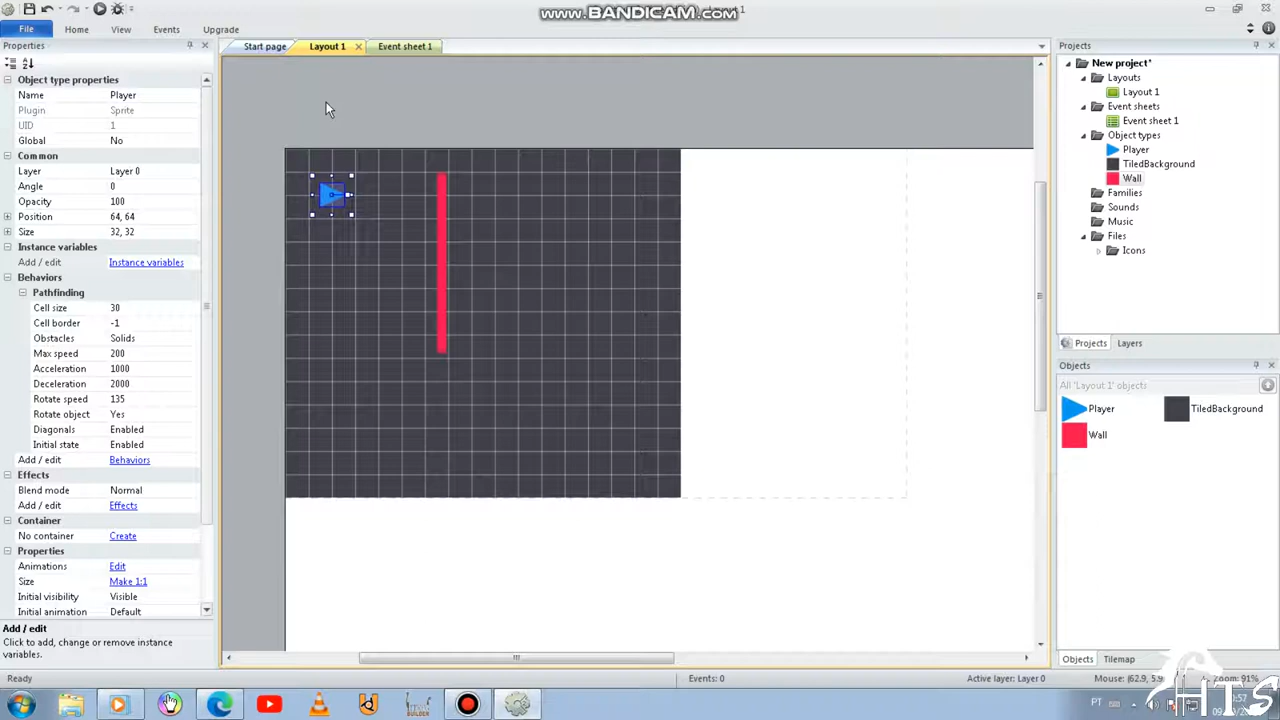 www.BANDICAM.com
File
Home
View
Events
Upgrade
Properties
Start page
Layout 1
Event sheet 1
Projects
Object type properties
Name Player
Plugin Sprite
UID 1
Global No
Common
Layer Layer 0
Angle 0
Opacity 100
Position 64, 64
Size 32, 32
Instance variables
Add / edit Instance variables
Behaviors
Pathfinding
Cell size 30
Cell border -1
Obstacles Solids
Max speed 200
Acceleration 1000
Deceleration 2000
Rotate speed 135
Rotate object Yes
Diagonals Enabled
Initial state Enabled
Add / edit Behaviors
Effects
Blend mode Normal
Add / edit Effects
Container
No container Create
Properties
Animations Edit
Size Make 1:1
Initial visibility Visible
Initial animation Default
Add / edit
Click to add, change or remove instance
variables.
New project*
Layouts
Layout 1
Event sheets
Event sheet 1
Object types
Player
TiledBackground
Wall
Families
Sounds
Music
Files
Icons
Projects
Layers
Objects
All 'Layout 1' objects
Player
TiledBackground
Wall
Objects
Tilemap
Ready
Events: 0
Active layer: Layer 0
PT
HTS